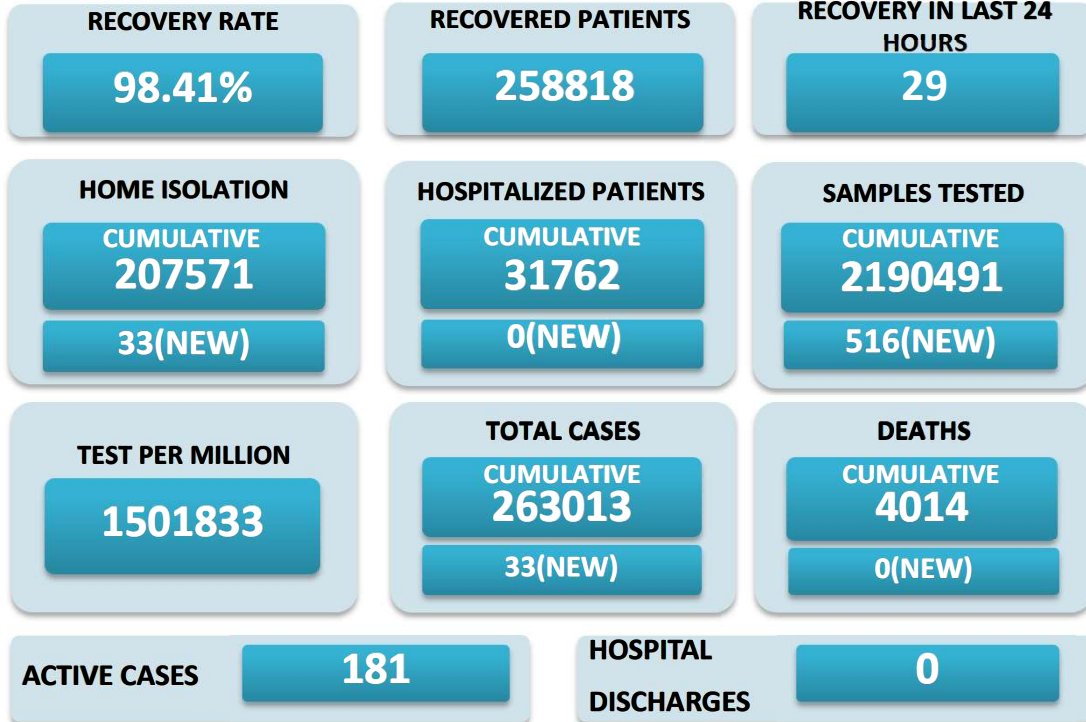 RECOVERY RATE
98.41%
RECOVERED PATIENTS
258818
RECOVERY IN LAST 24
HOURS
29
HOME ISOLATION
CUMULATIVE
207571
33(NEW)
HOSPITALIZED PATIENTS
CUMULATIVE
31762
0(NEW)
SAMPLES TESTED
CUMULATIVE
2190491
516(NEW)
TEST PER MILLION
1501833
TOTAL CASES
CUMULATIVE
263013
33(NEW)
DEATHS
CUMULATIVE
4014
0(NEW)
ACTIVE CASES
181
HOSPITAL
DISCHARGES
0